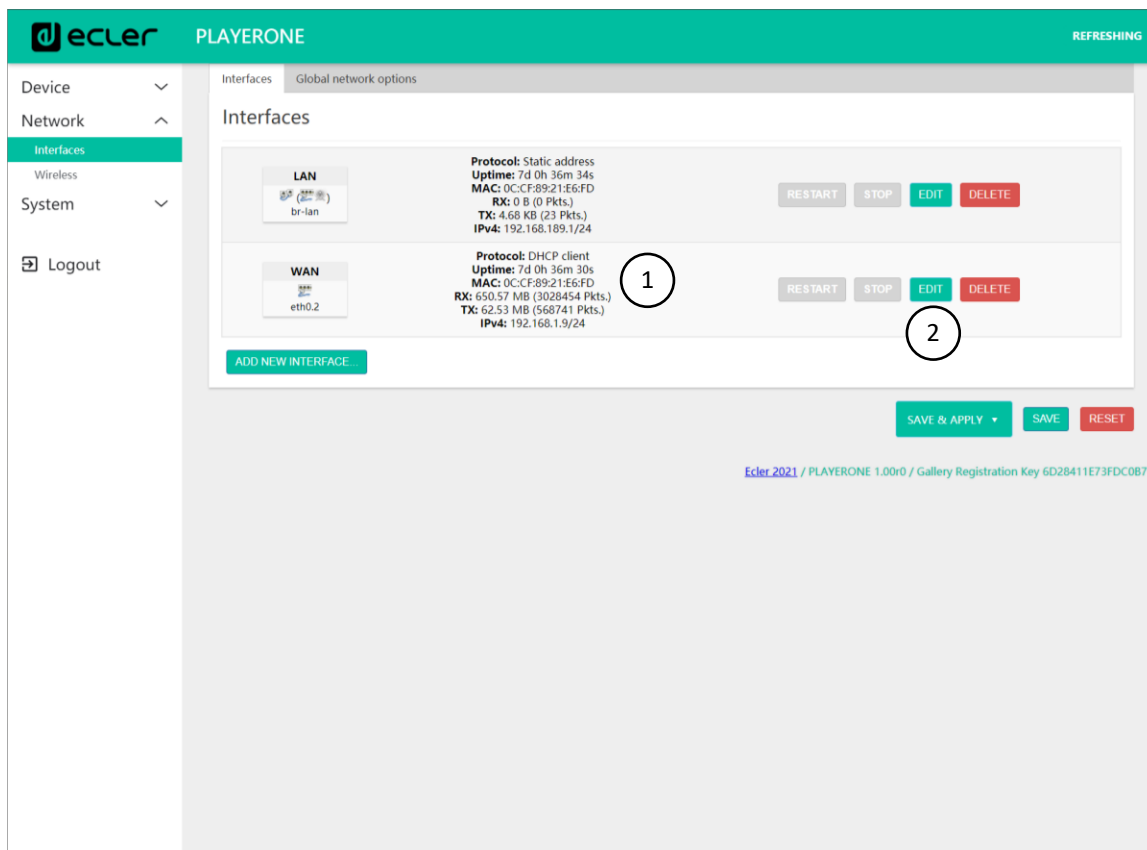 ecler PLAYERONE REFRESHING
Device
Network
Interfaces
Wireless
System
Logout
Interfaces Global network options
Interfaces
LAN
br-lan
Protocol: Static address
Uptime: 7d 0h 36m 34s
MAC: 0C:CF:89:21:E6:FD
RX: 0 B (0 Pkts.)
TX: 4.68 KB (23 Pkts.)
IPv4: 192.168.189.1/24
RESTART STOP EDIT DELETE
WAN
eth0.2
Protocol: DHCP client
Uptime: 7d 0h 36m 30s
MAC: 0C:CF:89:21:E6:FD
RX: 650.57 MB (3028454 Pkts.)
TX: 62.53 MB (568741 Pkts.)
IPv4: 192.168.1.9/24
1
RESTART STOP EDIT DELETE
2
ADD NEW INTERFACE...
SAVE & APPLY SAVE RESET
Ecler 2021 / PLAYERONE 1.00r0 / Gallery Registration Key 6D28411E73FDC0B7